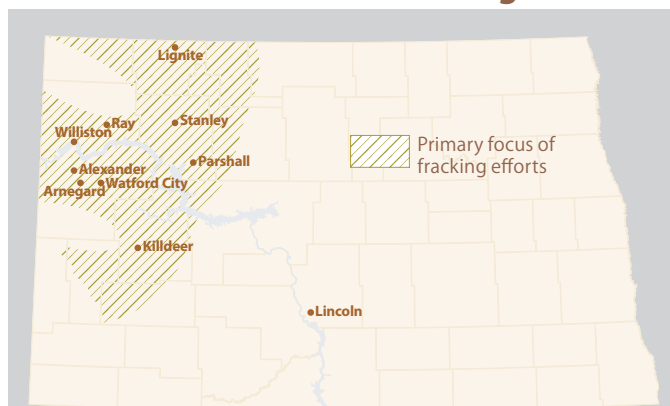 Lignite
Ray
Stanley
Williston
Parshall
Alexander
Arnegard
Watford City
Killdeer
Lincoln
Primary focus of
fracking efforts